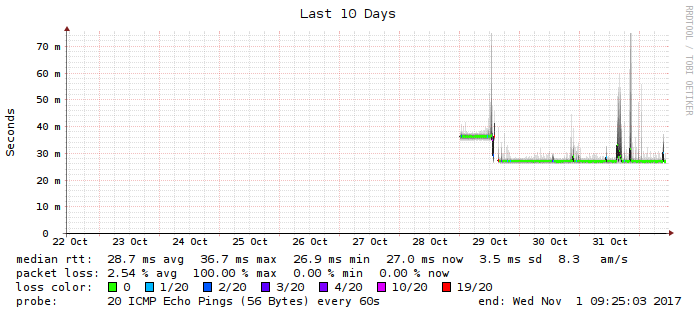 Last 10 Days
RRDTOOL / TOBI OETIKER
Seconds
70 m
60 m
50 m
40 m
30 m
20 m
10 m
0
22 Oct 23 Oct 24 Oct 25 Oct 26 Oct 27 Oct 28 Oct 29 Oct 30 Oct 31 Oct
median rtt: 28.7 ms avg 36.7 ms max 26.9 ms min 27.0 ms now 3.5 ms sd 8.3 am/s
packet loss: 2.54 % avg 100.00 % max 0.00 % min 0.00 % now
loss color: 0 1/20 2/20 3/20 4/20 10/20 19/20
probe: 20 ICMP Echo Pings (56 Bytes) every 60s end: Wed Nov 1 09:25:03 2017